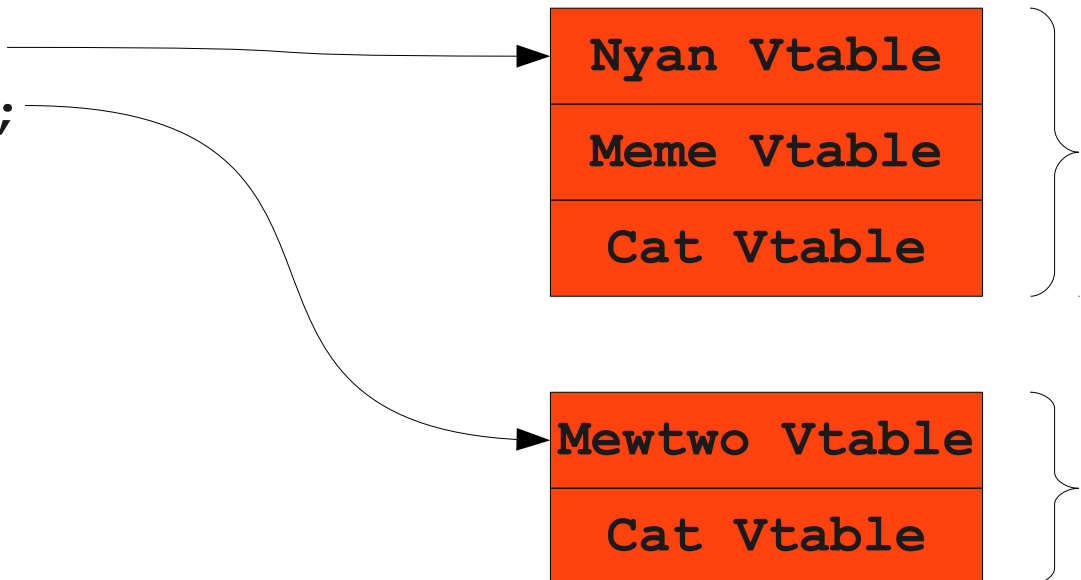 Nyan Vtable
;
Meme Vtable
Cat Vtable
Mewtwo Vtable
Cat Vtable